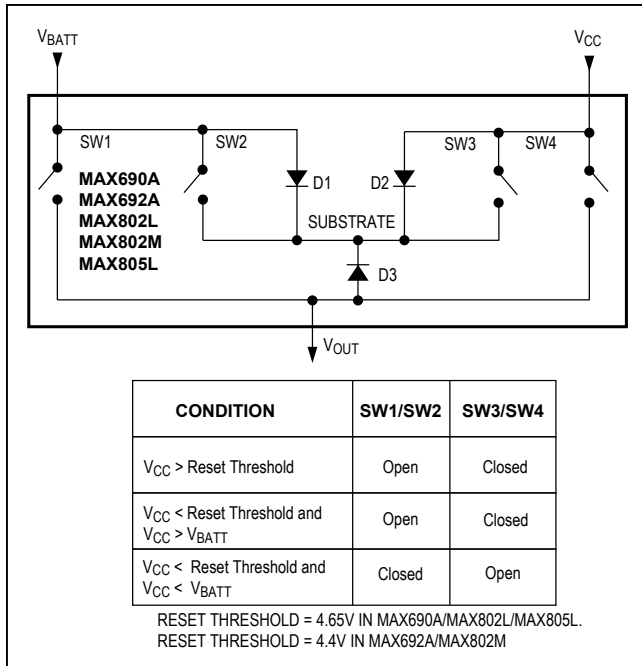 VBATT
VCC
SW1
SW2
SW3
SW4
MAX690A
MAX692A
MAX802L
MAX802M
MAX805L
D1
D2
SUBSTRATE
D3
VOUT
CONDITION SW1/SW2 SW3/SW4
VCC > Reset Threshold Open Closed
VCC < Reset Threshold and
VCC > VBATT Open Closed
VCC < Reset Threshold and
VCC < VBATT Closed Open
RESET THRESHOLD = 4.65V IN MAX690A/MAX802L/MAX805L.
RESET THRESHOLD = 4.4V IN MAX692A/MAX802M